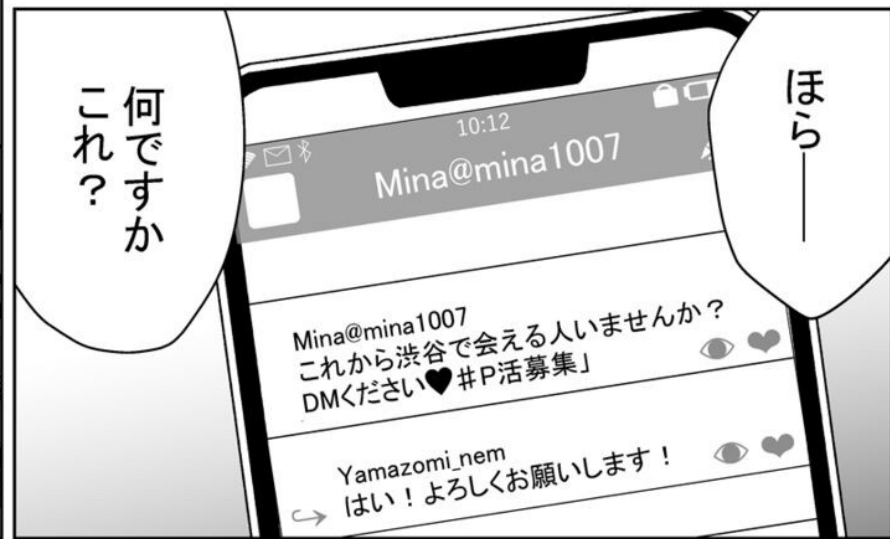 ほら――
何ですか
これ?
10:12
Mina@mina1007
Mina@mina1007
これから渋谷で会える人いませんか?
DMください♥#P活募集」
Yamazomi_nem
はい!よろしくお願いします!